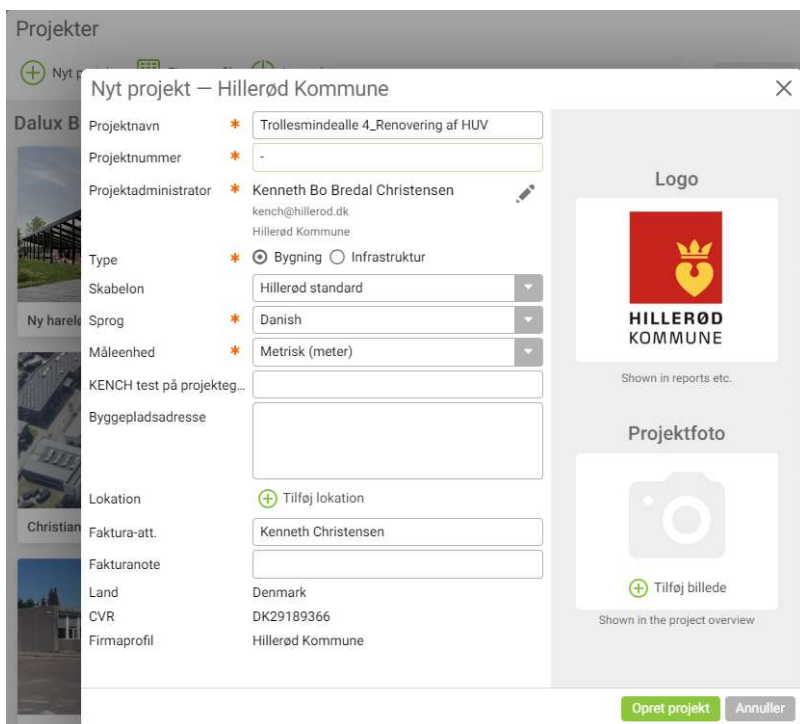 Projekter
Nyt
Nyt projekt — Hillerød Kommune
Dalux B
Projektnavn * Trollesmindealle 4_Renovering af HUV
Projektnummer * -
Projektadministrator * Kenneth Bo Bredal Christensen
kench@hillerod.dk
Hillerød Kommune
Type * Bygning Infrastruktur
Skabelon Hillerød standard
Sprog * Danish
Måleenhed * Metrisk (meter)
KENCH test på projekteg...
Byggepladsadresse
Lokation Tilføj lokation
Faktura-att. Kenneth Christensen
Fakturanote
Land Denmark
CVR DK29189366
Firmaprofil Hillerød Kommune
Logo
HILLERØD
KOMMUNE
Shown in reports etc.
Projektfoto
Tilføj billede
Shown in the project overview
Ny harelø
Christian
Opret projekt Annuller